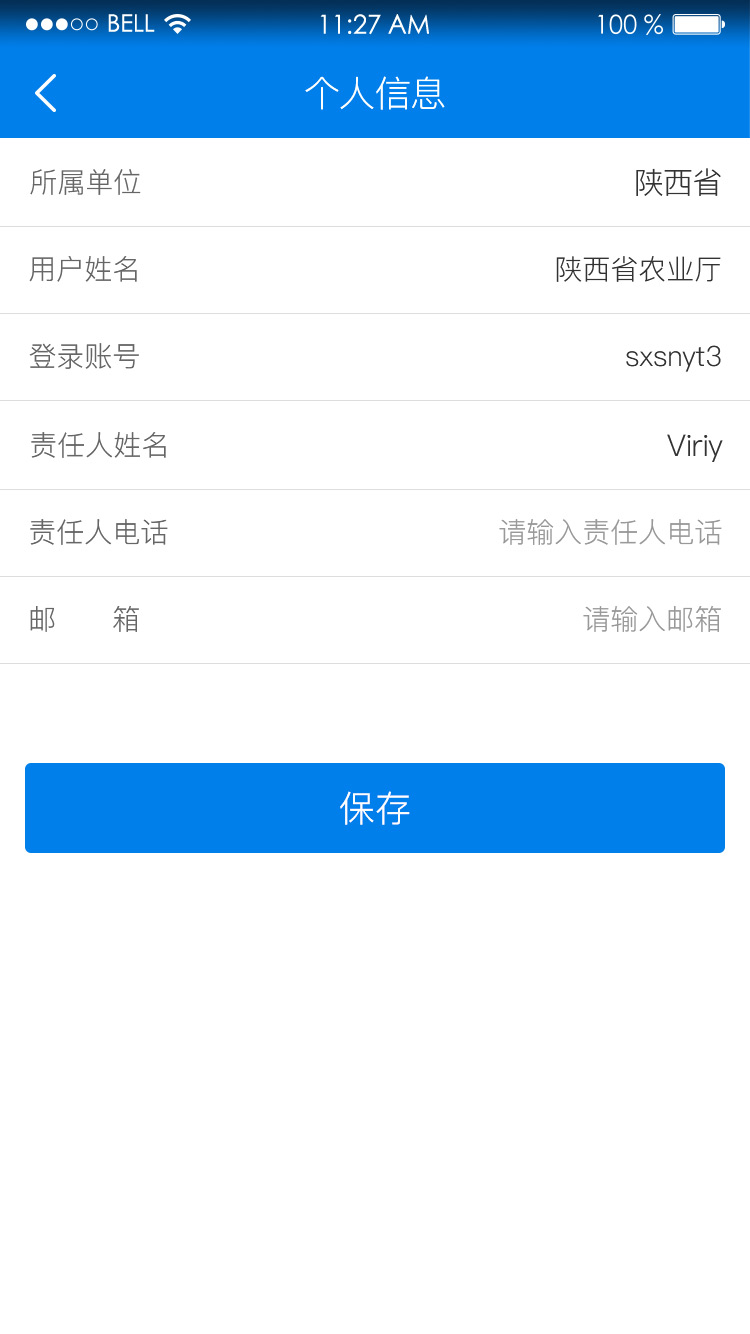 BELL 11:27 AM 100 %
个人信息
所属单位 陕西省
用户姓名 陕西省农业厅
登录账号 sxsnyt3
责任人姓名 Viriy
责任人电话 请输入责任人电话
邮 箱 请输入邮箱
保存